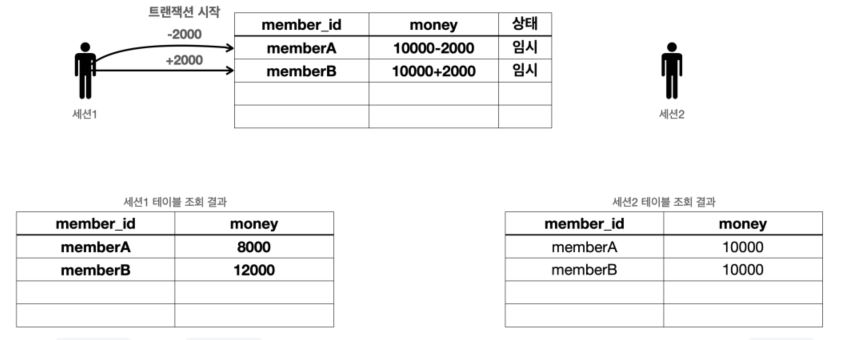 트랜잭션 시작
-2000
+2000
세션1
member_id money 상태
memberA 10000-2000 임시
memberB 10000+2000 임시
세션2
세션1 테이블 조회 결과
member_id money
memberA 8000
memberB 12000
세션2 테이블 조회 결과
member_id money
memberA 10000
memberB 10000